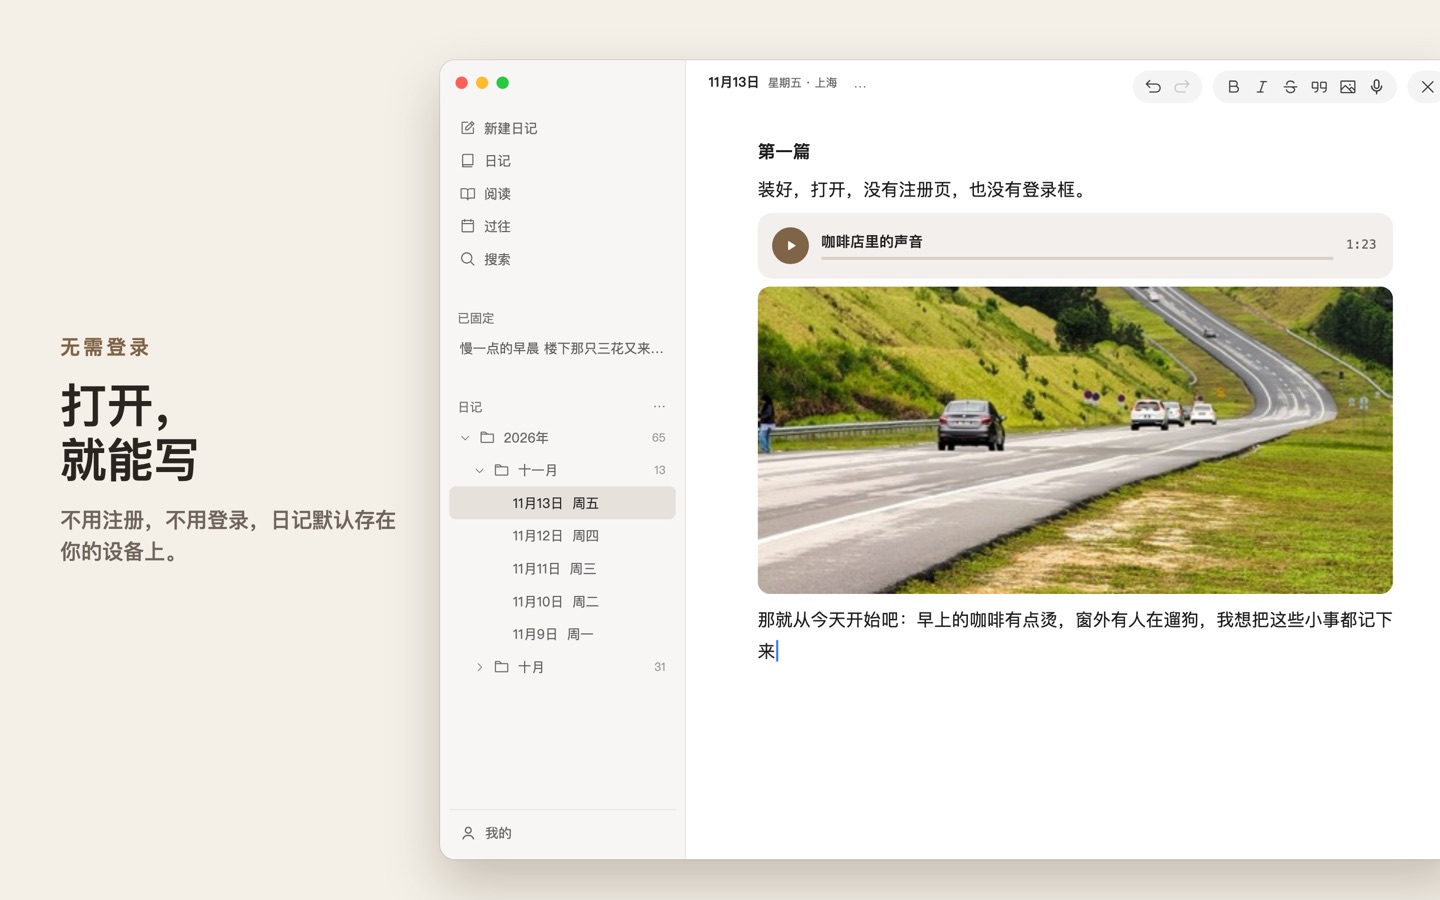 无需登录
打开，
就能写
不用注册，不用登录，日记默认存在
你的设备上。
新建日记
日记
阅读
过往
搜索
已固定
慢一点的早晨 楼下那只三花又来...
日记 ...
2026年 65
十一月 13
11月13日 周五
11月12日 周四
11月11日 周三
11月10日 周二
11月9日 周一
十月 31
我的
11月13日 星期五 · 上海 ...
B I S
第一篇
装好，打开，没有注册页，也没有登录框。
咖啡店里的声音
1:23
那就从今天开始吧：早上的咖啡有点烫，窗外有人在遛狗，我想把这些小事都记下
来